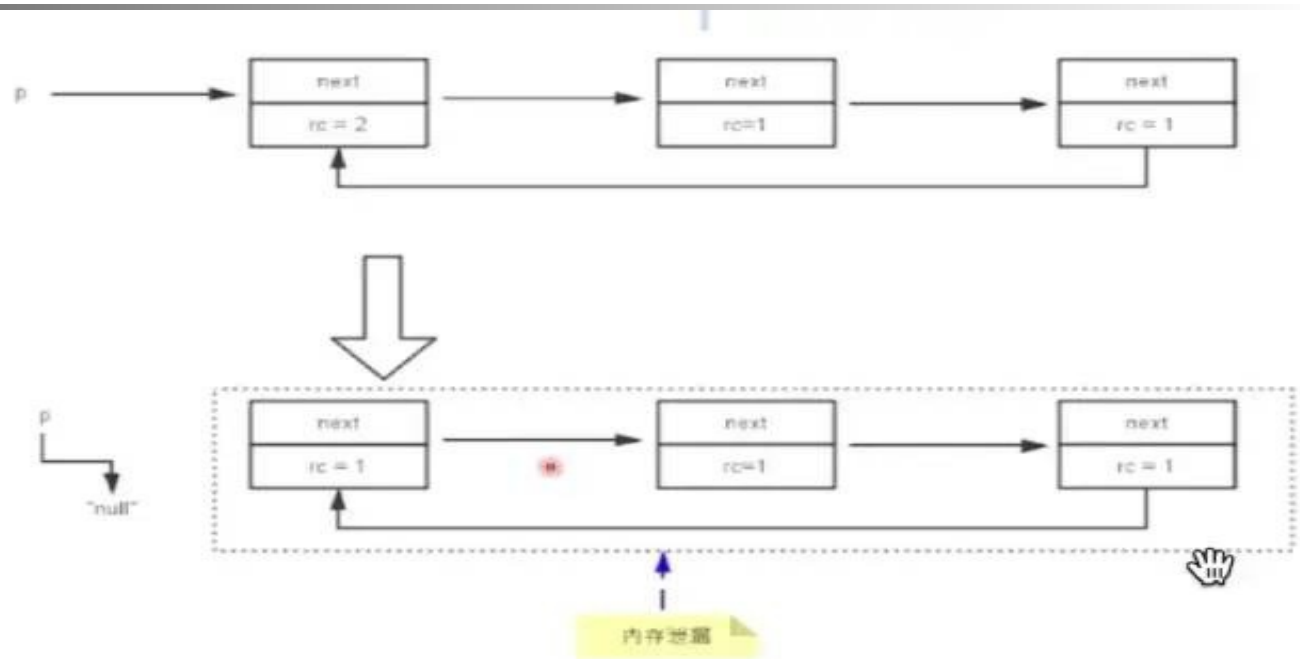 p
next
next
next
rc = 2
rc=1
rc = 1
p
next
next
next
rc = 1
rc=1
rc = 1
"null"
内存泄漏